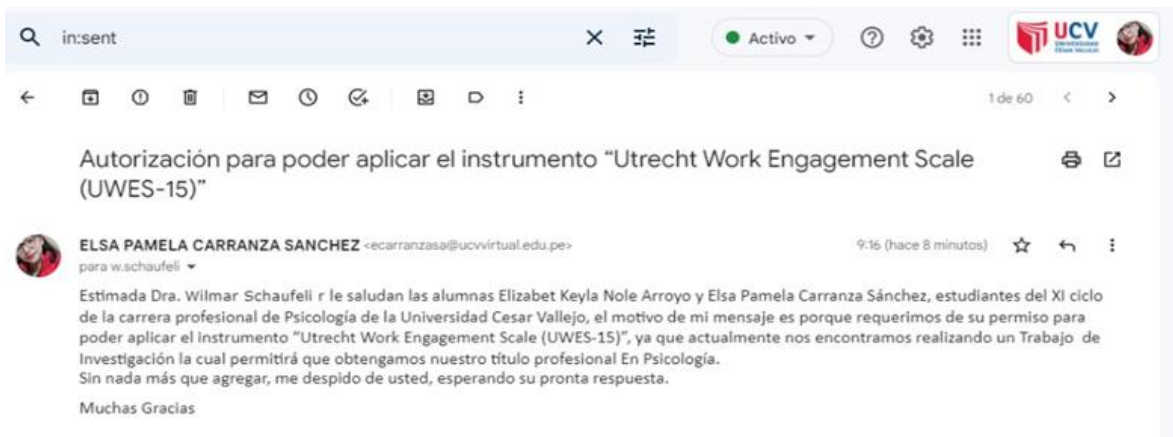 in:sent
Activo
UCV
UNIVERSIDAD
CÉSAR VALLEJO
1 de 60
Autorización para poder aplicar el instrumento “Utrecht Work Engagement Scale
(UWES-15)”
ELSA PAMELA CARRANZA SANCHEZ <ecarranzasa@ucvvirtual.edu.pe>
9:16 (hace 8 minutos)
para w.schaufeli
Estimada Dra. Wilmar Schaufeli r le saludan las alumnas Elizabet Keyla Nole Arroyo y Elsa Pamela Carranza Sánchez, estudiantes del XI ciclo
de la carrera profesional de Psicología de la Universidad Cesar Vallejo, el motivo de mi mensaje es porque requerimos de su permiso para
poder aplicar el instrumento “Utrecht Work Engagement Scale (UWES-15)”, ya que actualmente nos encontramos realizando un Trabajo de
Investigación la cual permitirá que obtengamos nuestro título profesional En Psicología.
Sin nada más que agregar, me despido de usted, esperando su pronta respuesta.
Muchas Gracias